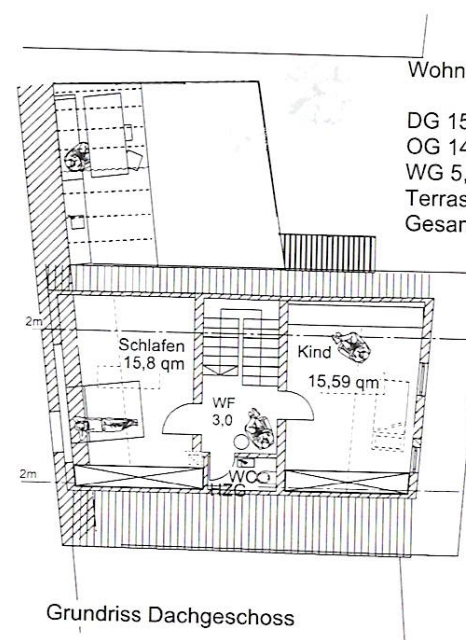 Wohn
DG 15
OG 14
WG 5,
Terras
Gesar
2m
Schlafen
15,8 qm
Kind
15,59 qm
WF
3,0
WC
HZG
2m
Grundriss Dachgeschoss